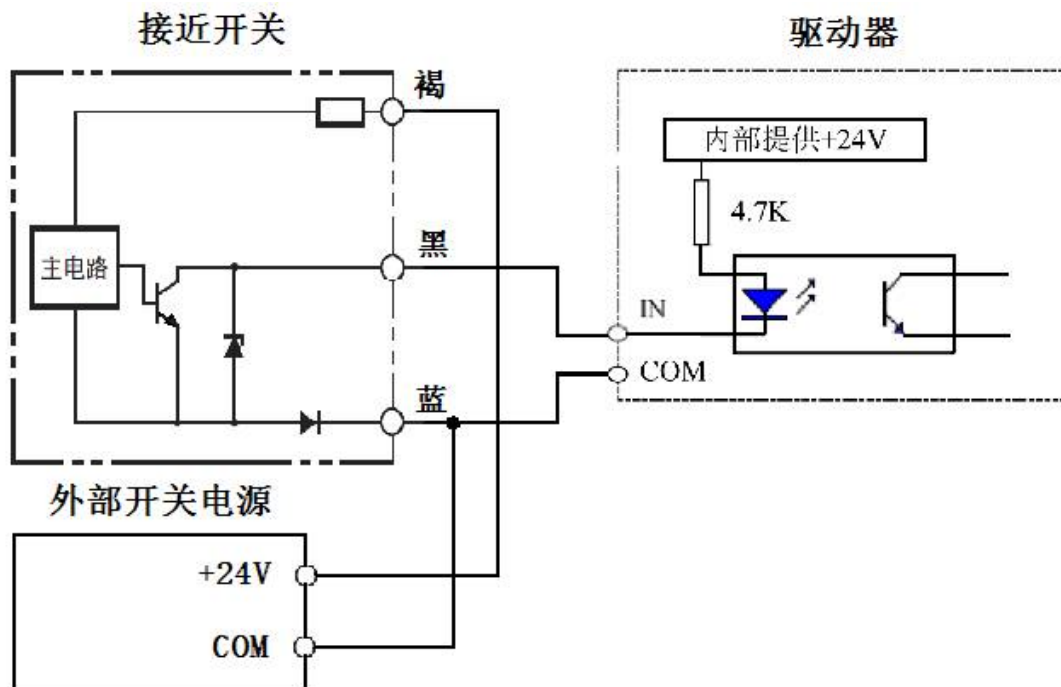 接近开关
驱动器
褐
内部提供+24V
4.7K
主电路
黑
IN
COM
蓝
外部开关电源
+24V
COM